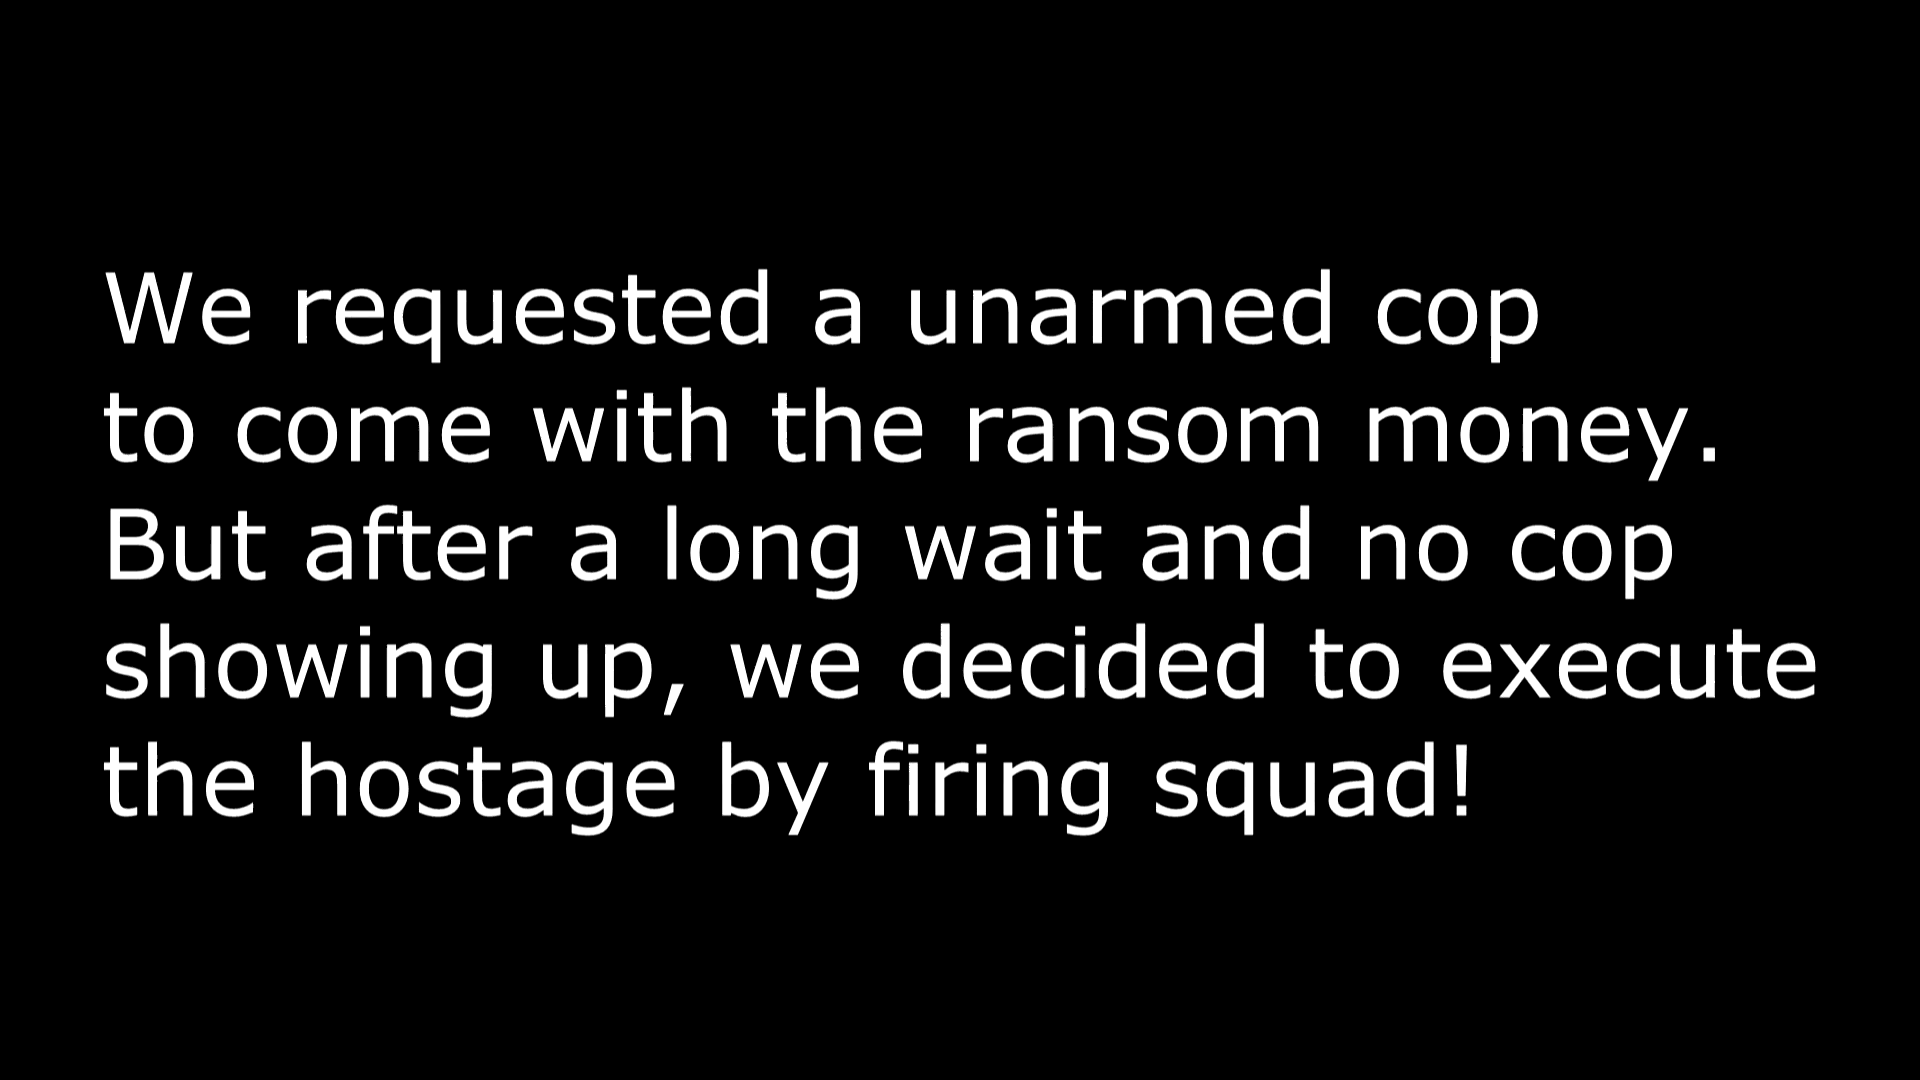 We requested a unarmed cop
to come with the ransom money.
But after a long wait and no cop
showing up, we decided to execute
the hostage by firing squad!